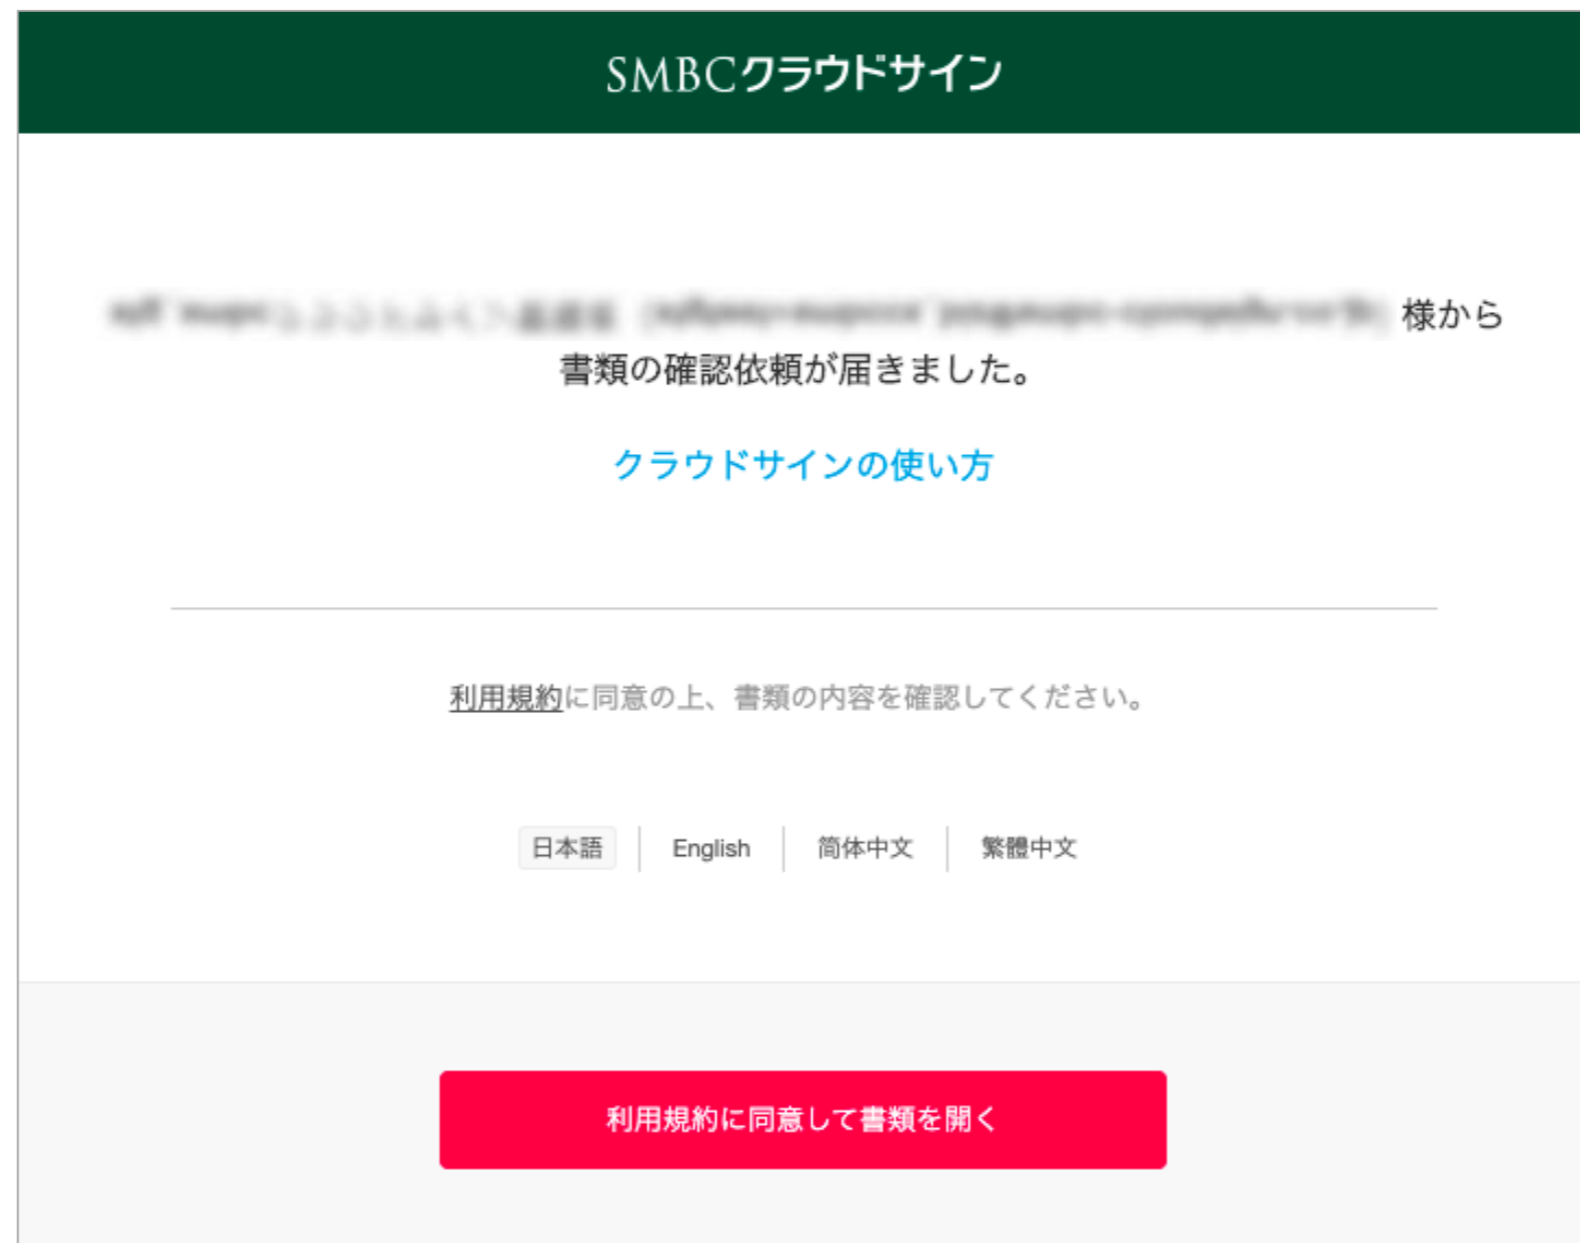 SMBCクラウドサイン
様から
書類の確認依頼が届きました。
クラウドサインの使い方
利用規約に同意の上、書類の内容を確認してください。
日本語 English 简体中文 繁體中文
利用規約に同意して書類を開く